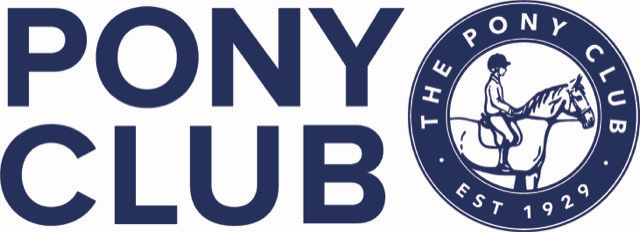 PONY
CLUB
THE PONY CLUB
· EST 1929 ·